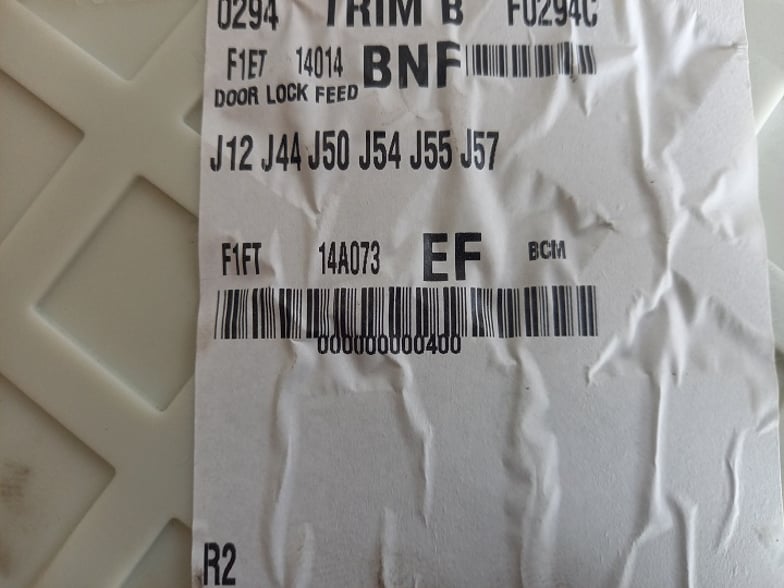 0294 TRIM B F0294C
F1E7 14014 BNF
DOOR LOCK FEED
J12 J44 J50 J54 J55 J57
F1FT 14A073 EF BCM
000000000400
R2